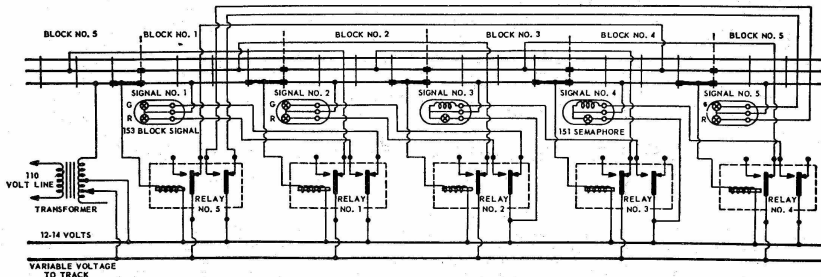 BLOCK NO. 5
BLOCK NO. 1
BLOCK NO. 2
BLOCK NO. 3
BLOCK NO. 4
BLOCK NO. 5
SIGNAL NO. 1
SIGNAL NO. 2
SIGNAL NO. 3
SIGNAL NO. 4
SIGNAL NO. 5
G
R
G
R
R
153 BLOCK SIGNAL
151 SEMAPHORE
110
VOLT LINE
TRANSFORMER
RELAY
NO. 5
RELAY
NO. 1
RELAY
NO. 2
RELAY
NO. 3
RELAY
NO. 4
12-14 VOLTS
VARIABLE VOLTAGE
TO TRACK